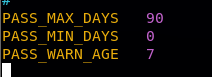 #
PASS_MAX_DAYS 90
PASS_MIN_DAYS 0
PASS_WARN_AGE 7